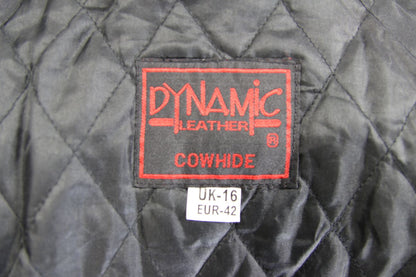 DYNAMIC
LEATHER
®
COWHIDE
UK-16
EUR-42